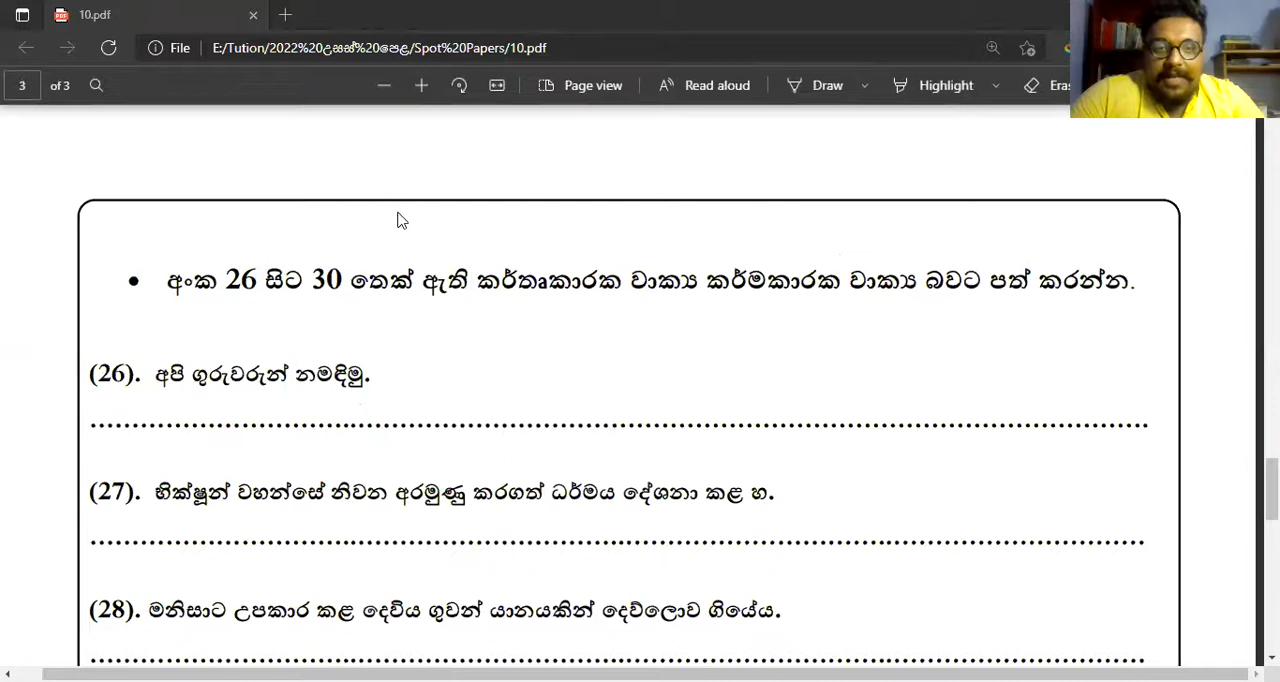 10.pdf
File E:/Tution/2022%20උසස්%20පෙළ/Spot%20Papers/10.pdf
3 of 3 Page view Read aloud Draw Highlight Eras
• අංක 26 සිට 30 තෙක් ඇති කර්තෘකාරක වාක්‍ය කර්මකාරක වාක්‍ය බවට පත් කරන්න.
(26). අපි ගුරුවරුන් නමඳිමු.
(27). භික්ෂූන් වහන්සේ නිවන අරමුණු කරගත් ධර්මය දේශනා කළ හ.
(28). මනිසාට උපකාර කළ දෙවිය ගුවන් යානයකින් දෙව්ලොව ගියේය.